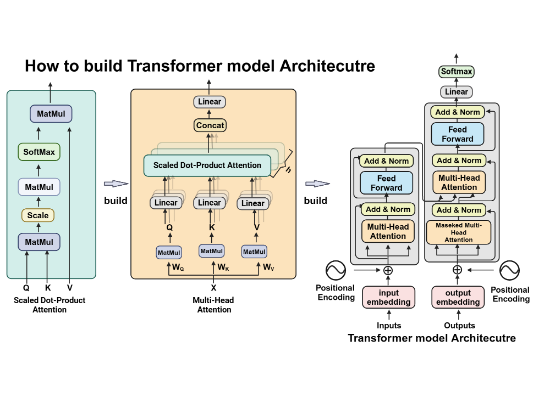 How to build Transformer model Architecutre
MatMul
SoftMax
MatMul
Scale
MatMul
Q K V
Scaled Dot-Product
Attention
build
Linear
Concat
Scaled Dot-Product Attention
h
Linear Linear Linear
Q K V
MatMul MatMul MatMul
WQ WK WV
X
Multi-Head
Attention
build
Softmax
Linear
Add & Norm
Feed
Forward
Add & Norm
Multi-Head
Attention
Add & Norm
Maseked Multi-
Head
Attention
Add & Norm
Feed
Forward
Add & Norm
Multi-Head
Attention
Positional
Encoding
Positional
Encoding
input
embedding
output
embedding
Inputs
Outputs
Transformer model Architecutre